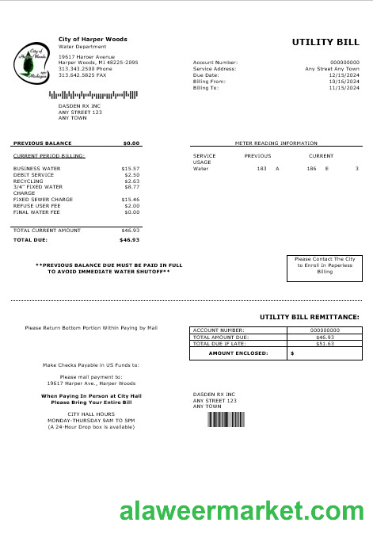 City of
Harper Woods
Michigan
City of Harper Woods
Water Department
19617 Harper Avenue
Harper Woods, MI 48225-2095
313.343.2500 Phone
313.642.5825 FAX
UTILITY BILL
Account Number: 000000000
Service Address: Any Street Any Town
Due Date: 12/15/2024
Billing From: 10/16/2024
Billing To: 11/15/2024
DASDEN RX INC
ANY STREET 123
ANY TOWN
PREVIOUS BALANCE $0.00
METER READING INFORMATION
CURRENT PERIOD BILLING:
SERVICE PREVIOUS CURRENT
USAGE
Water 183 A 186 E 3
BUSINESS WATER $15.57
DEBIT SERVICE $2.50
RECYCLING $2.63
3/4" FIXED WATER $8.77
CHARGE
FIXED SEWER CHARGE $15.46
REFUSE USER FEE $2.00
FINAL WATER FEE $0.00
TOTAL CURRENT AMOUNT $46.93
TOTAL DUE: $46.93
**PREVIOUS BALANCE DUE MUST BE PAID IN FULL
TO AVOID IMMEDIATE WATER SHUTOFF**
Please Contact The City
to Enroll in Paperless
Billing
UTILITY BILL REMITTANCE:
Please Return Bottom Portion Within Paying by Mail
ACCOUNT NUMBER: 000000000
TOTAL AMOUNT DUE: $46.93
TOTAL DUE IF LATE: $51.63
AMOUNT ENCLOSED: $
Make Checks Payable in US Funds to:
Please mail payment to:
19617 Harper Ave., Harper Woods
When Paying In Person at City Hall
Please Bring Your Entire Bill
CITY HALL HOURS
MONDAY-THURSDAY 9AM TO 5PM
(A 24-Hour Drop box is available)
DASDEN RX INC
ANY STREET 123
ANY TOWN
alaweermarket.com